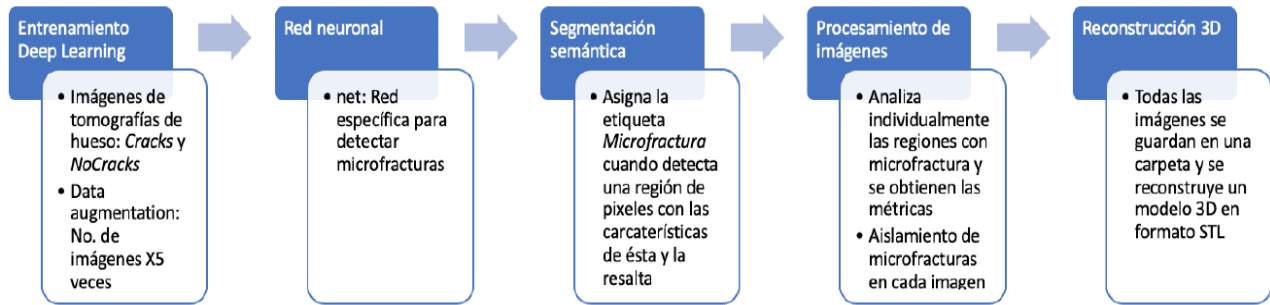 Entrenamiento
Deep Learning
• Imágenes de
tomografías de
hueso: Cracks y
NoCracks
• Data
augmentation:
No. de
imágenes X5
veces
Red neuronal
• net: Red
específica para
detectar
microfracturas
Segmentación
semántica
• Asigna la
etiqueta
Microfractura
cuando detecta
una región de
pixeles con las
carcaterísticas
de ésta y la
resalta
Procesamiento de
imágenes
• Analiza
individualmente
las regiones con
microfractura y
se obtienen las
métricas
• Aislamiento de
microfracturas
en cada imagen
Reconstrucción 3D
• Todas las
imágenes se
guardan en una
carpeta y se
reconstruye un
modelo 3D en
formato STL